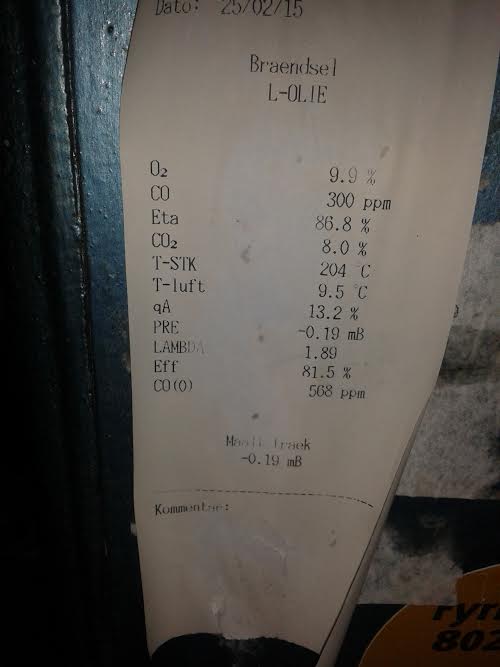 Dato: 25/02/15
Braendsel
L-OLIE
O₂ 9.9 %
CO 300 ppm
Eta 86.8 %
CO₂ 8.0 %
T-STK 204 °C
T-luft 9.5 °C
qA 13.2 %
PRE -0.19 mB
LAMBDA 1.89
Eff 81.5 %
CO(0) 568 ppm
Maalt traek
-0.19 mB
Kommentar:
802